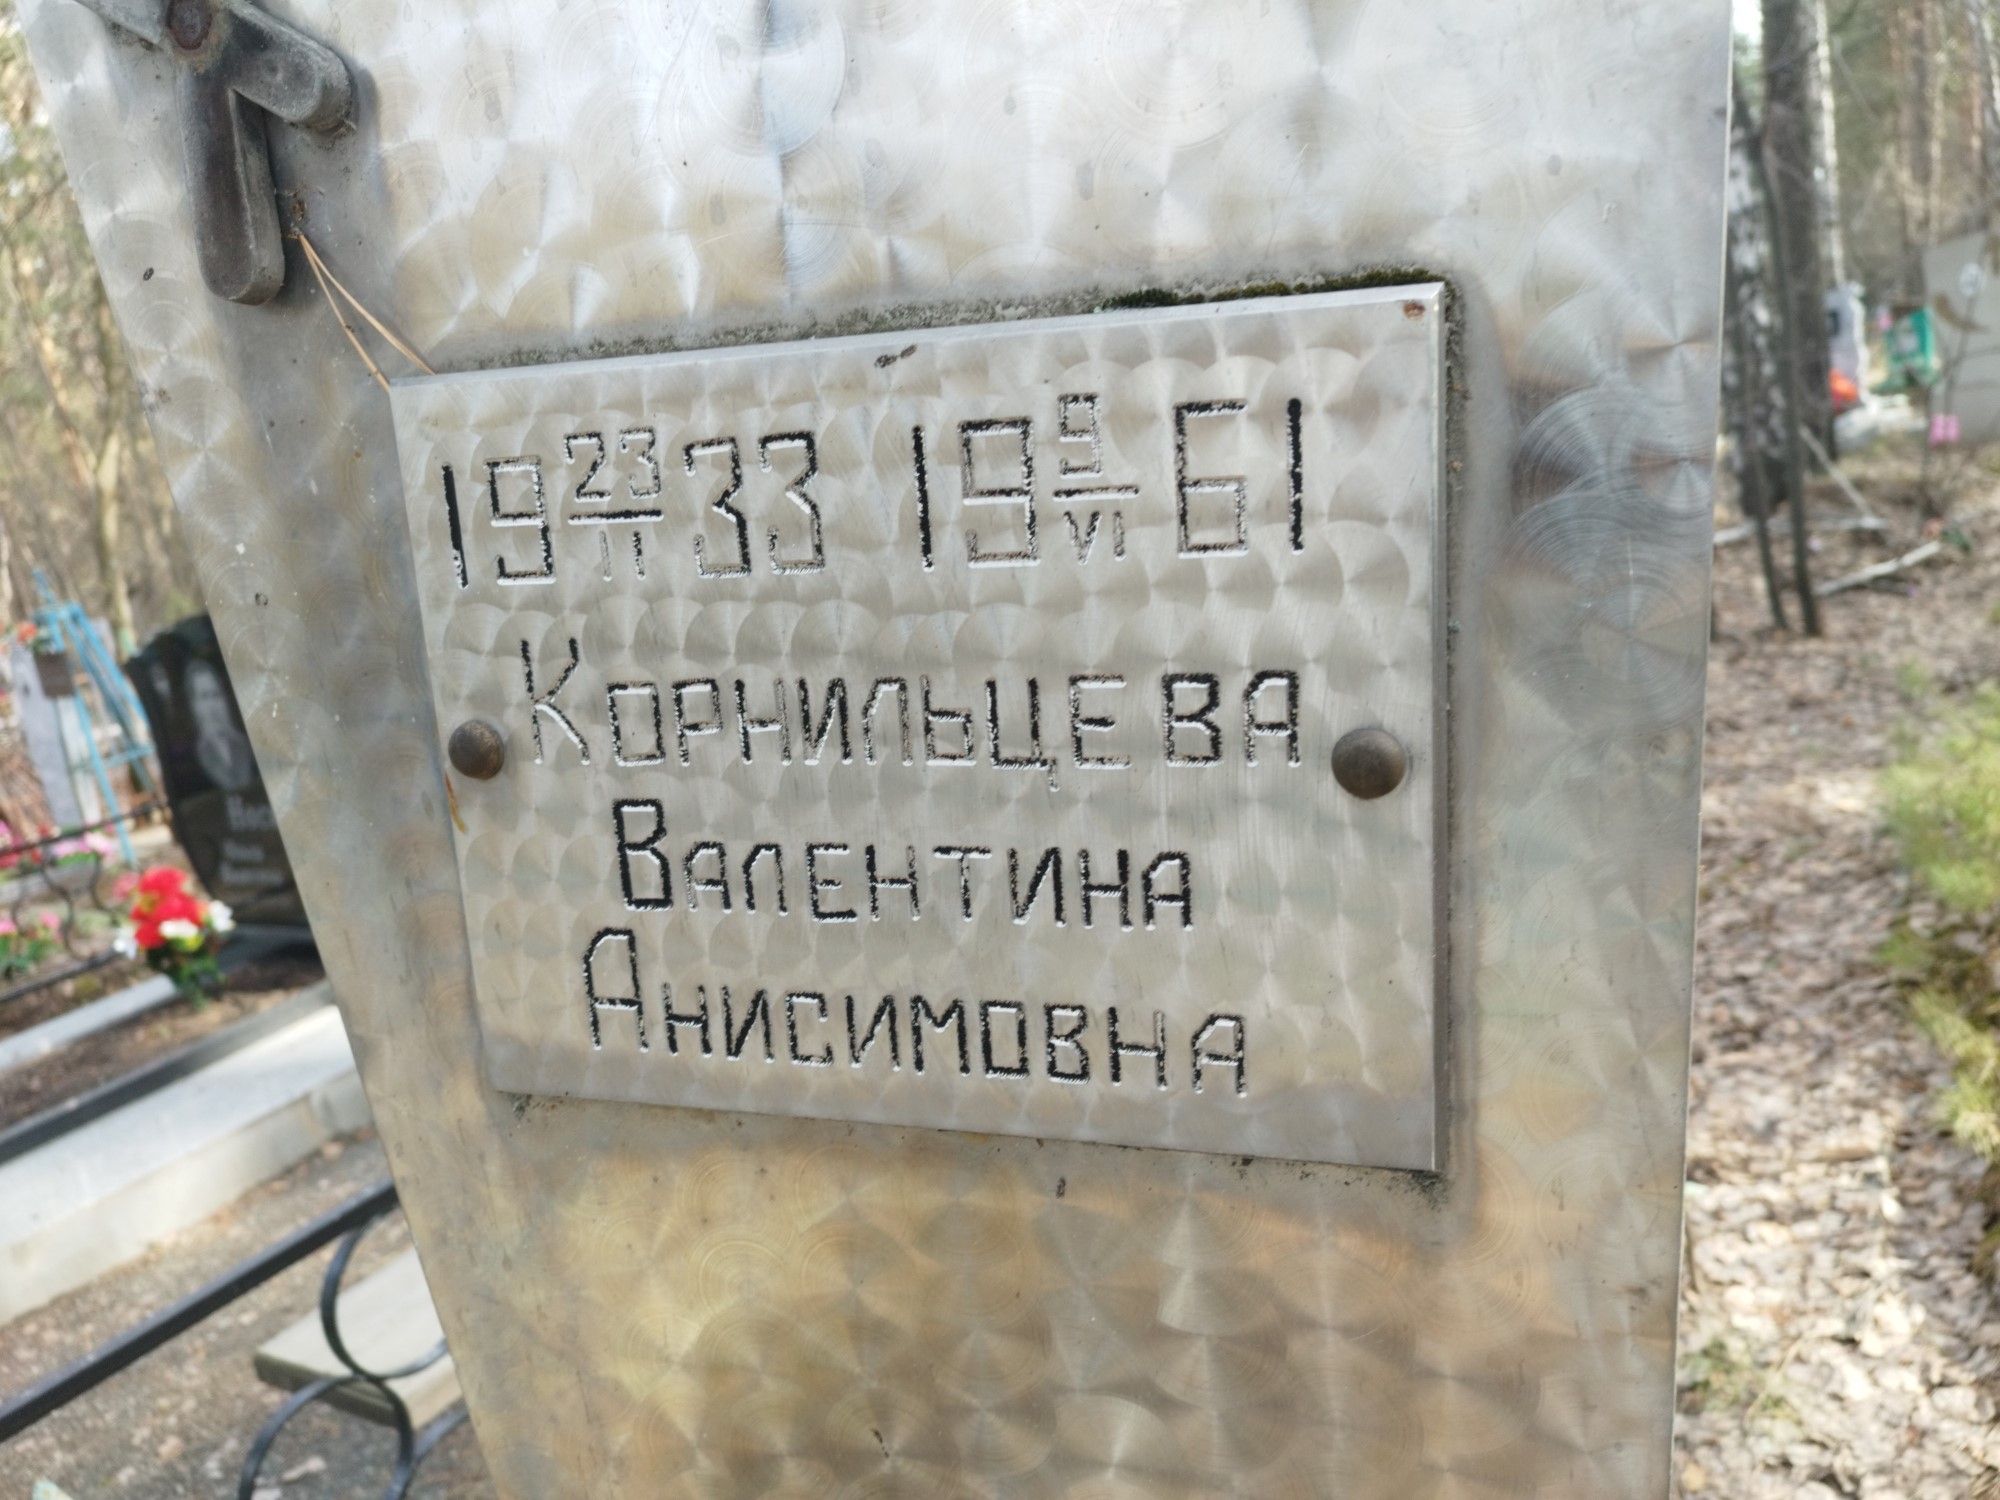 19 23/II 33 19 9/VI 61
Корнильцева
Валентина
Анисимовна